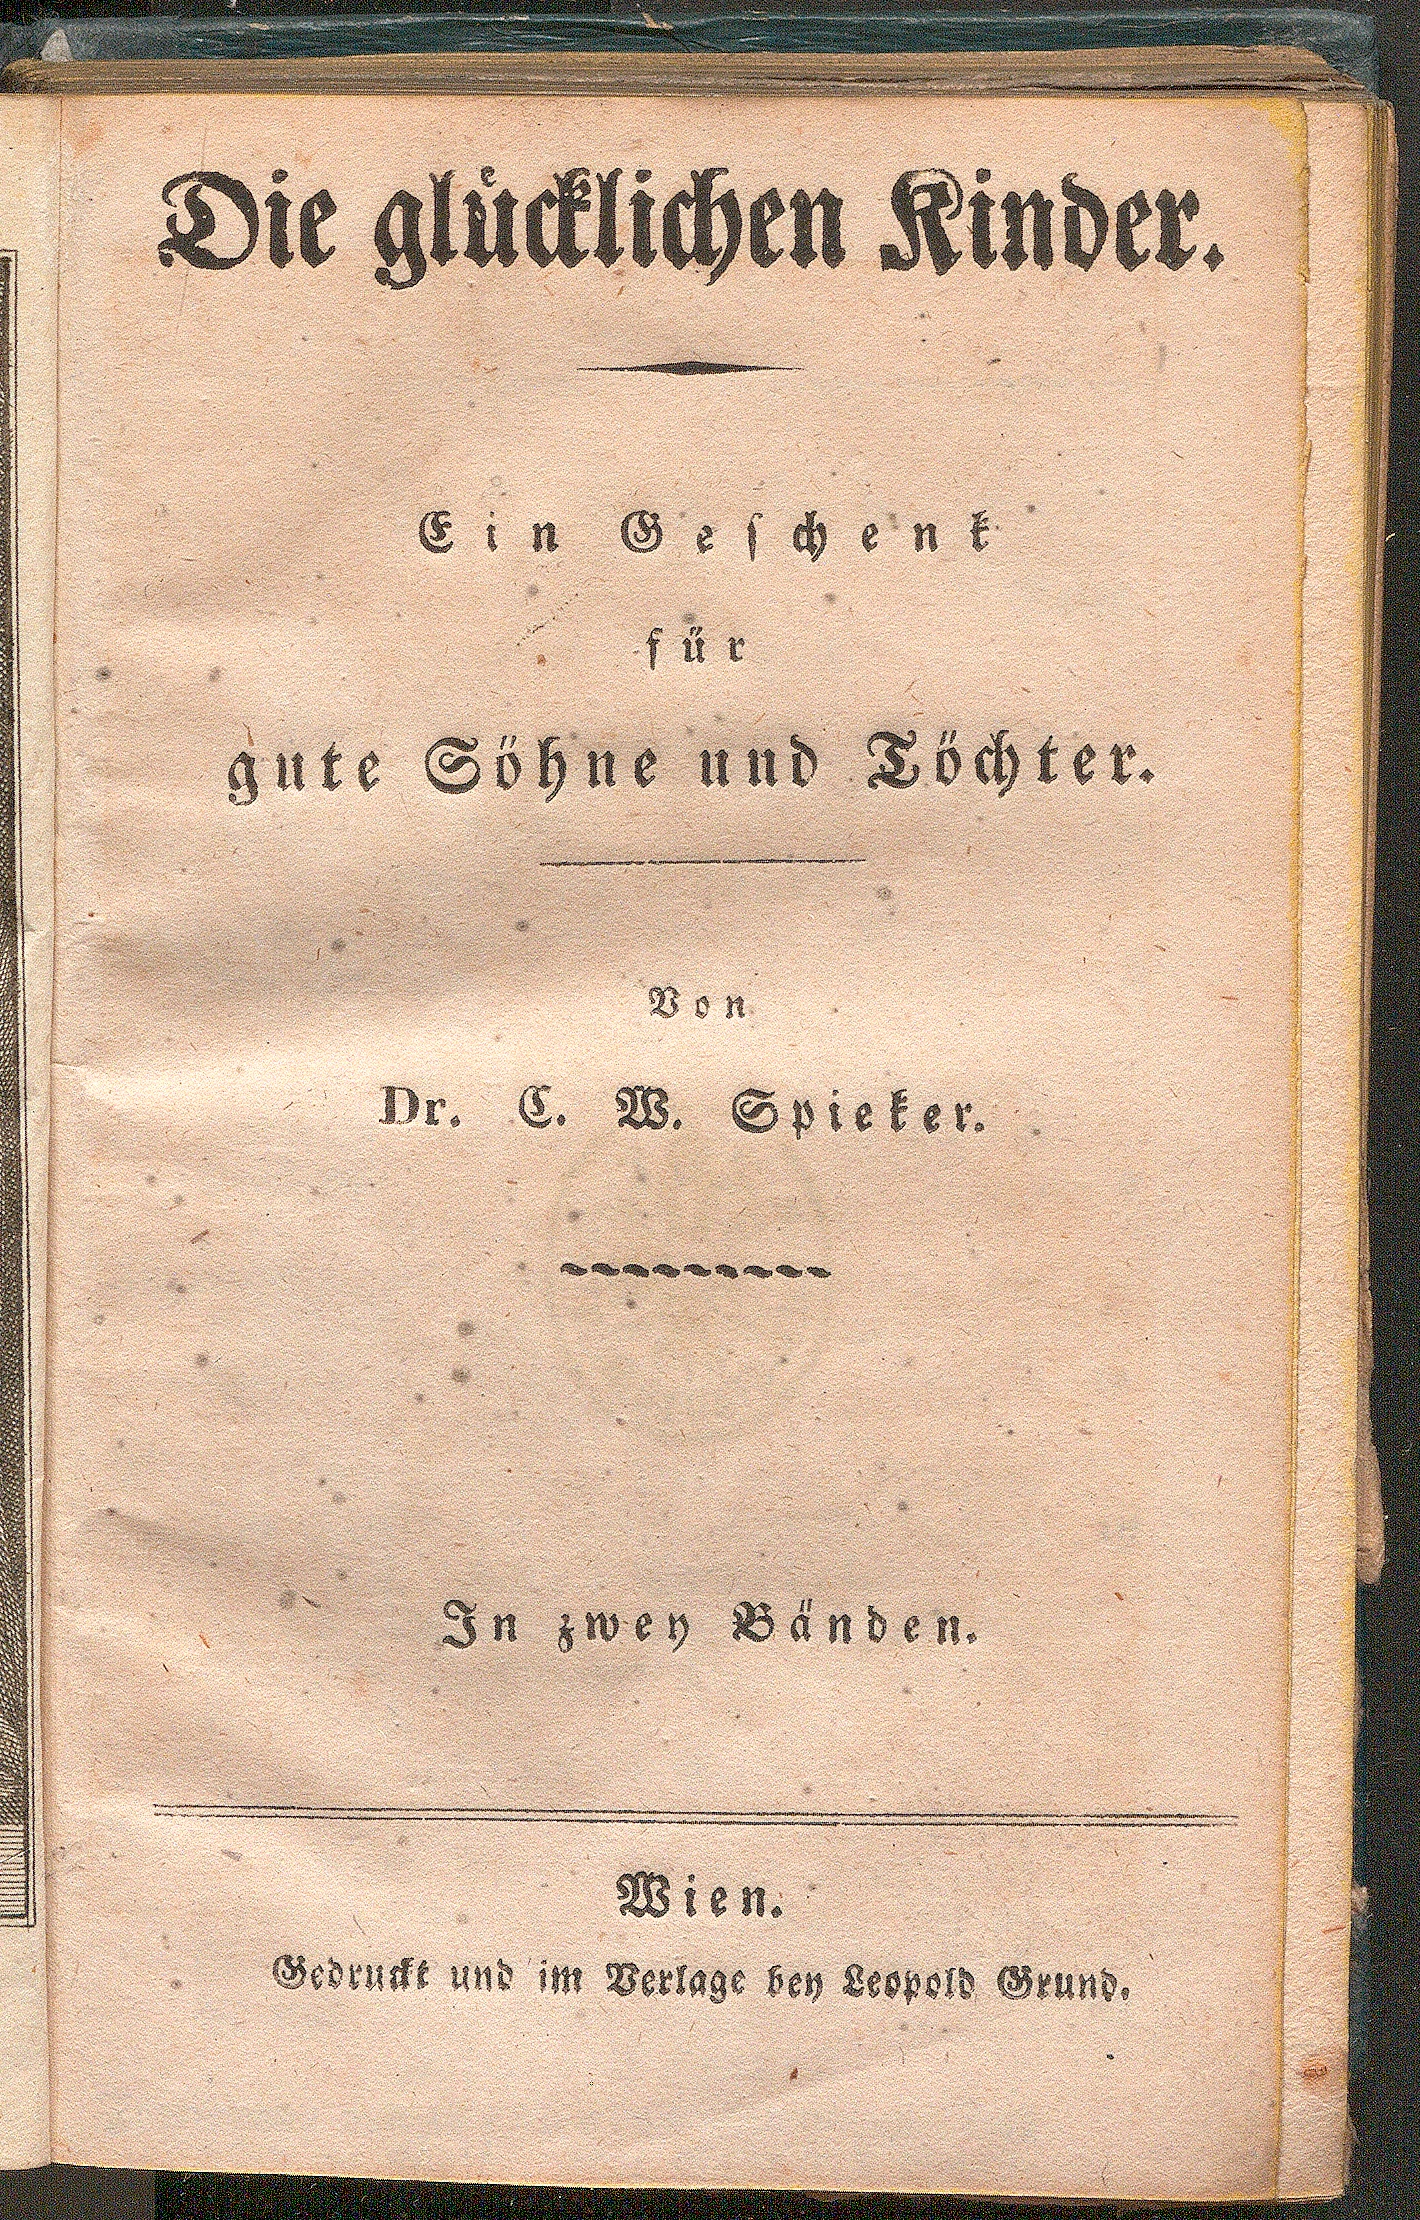 Die glücklichen Kinder.
Ein Geschenk
für
gute Söhne und Töchter.
Von
Dr. C. W. Spieker.
In zwey Bänden.
Wien.
Gedruckt und im Verlage bey Leopold Grund.